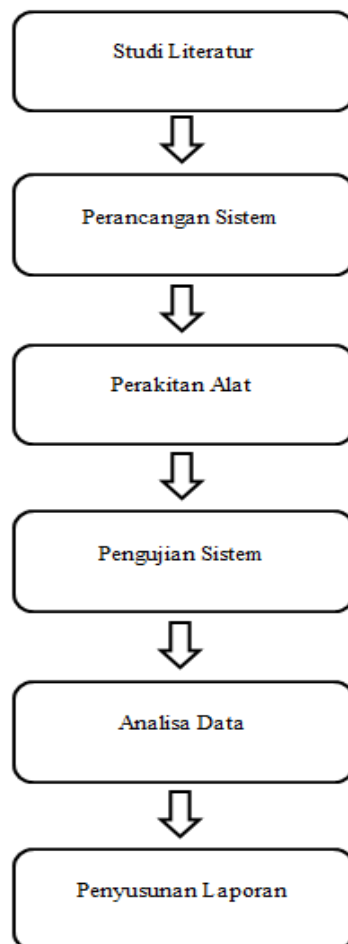 Studi Literatur
Perancangan Sistem
Perakitan Alat
Pengujian Sistem
Analisa Data
Penyusunan Laporan